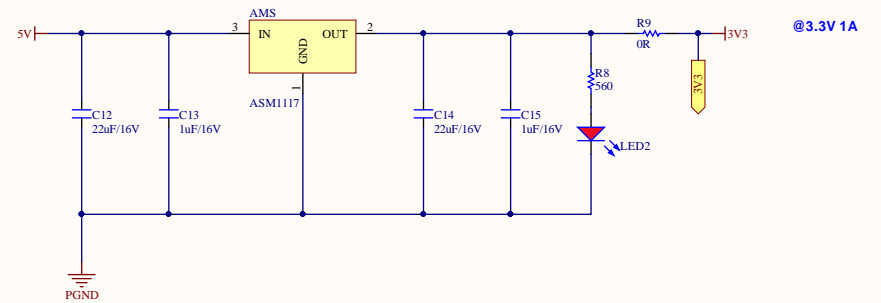 AMS
5V
3
IN
OUT
2
GND
1
ASM1117
R9
0R
3V3
@3.3V 1A
3V3
R8
560
C12
22uF/16V
C13
1uF/16V
C14
22uF/16V
C15
1uF/16V
LED2
PGND